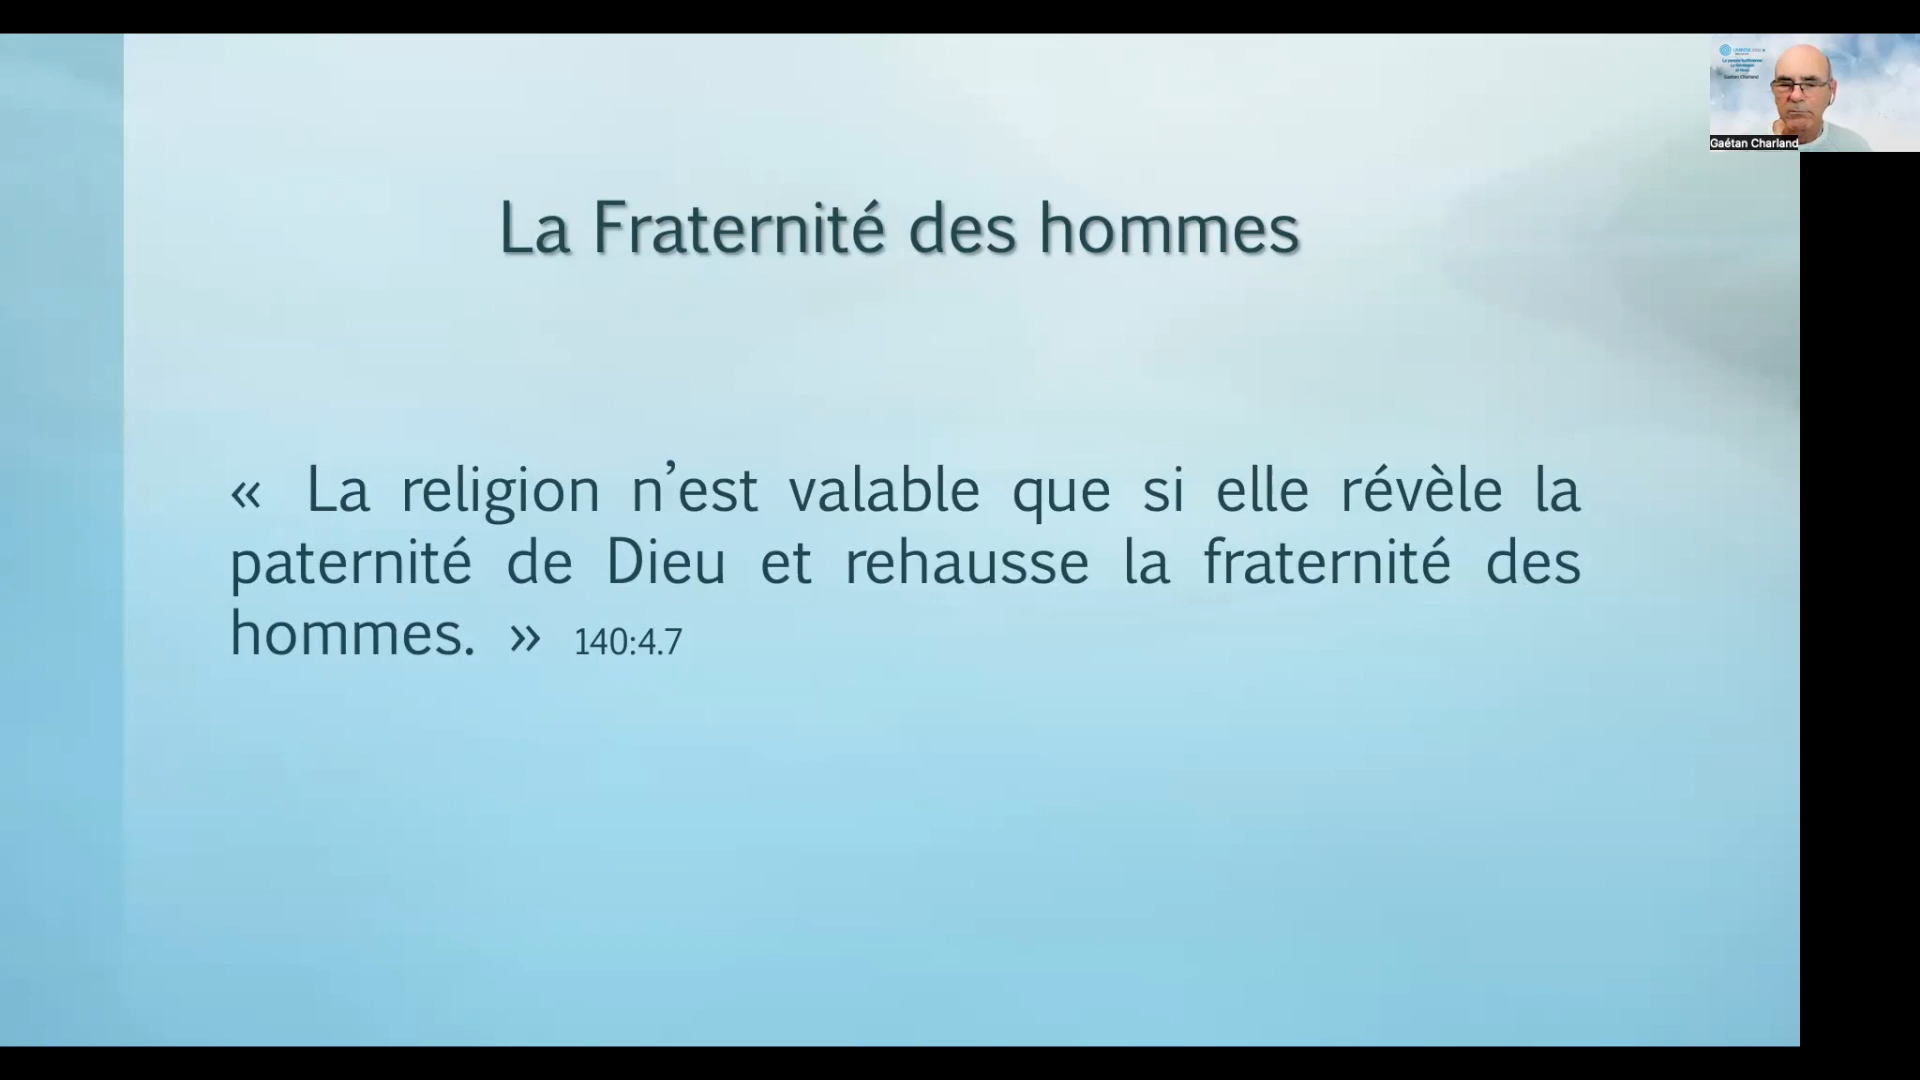 La Fraternité des hommes
« La religion n’est valable que si elle révèle la
paternité de Dieu et rehausse la fraternité des
hommes. » 140:4.7
Gaétan Charland